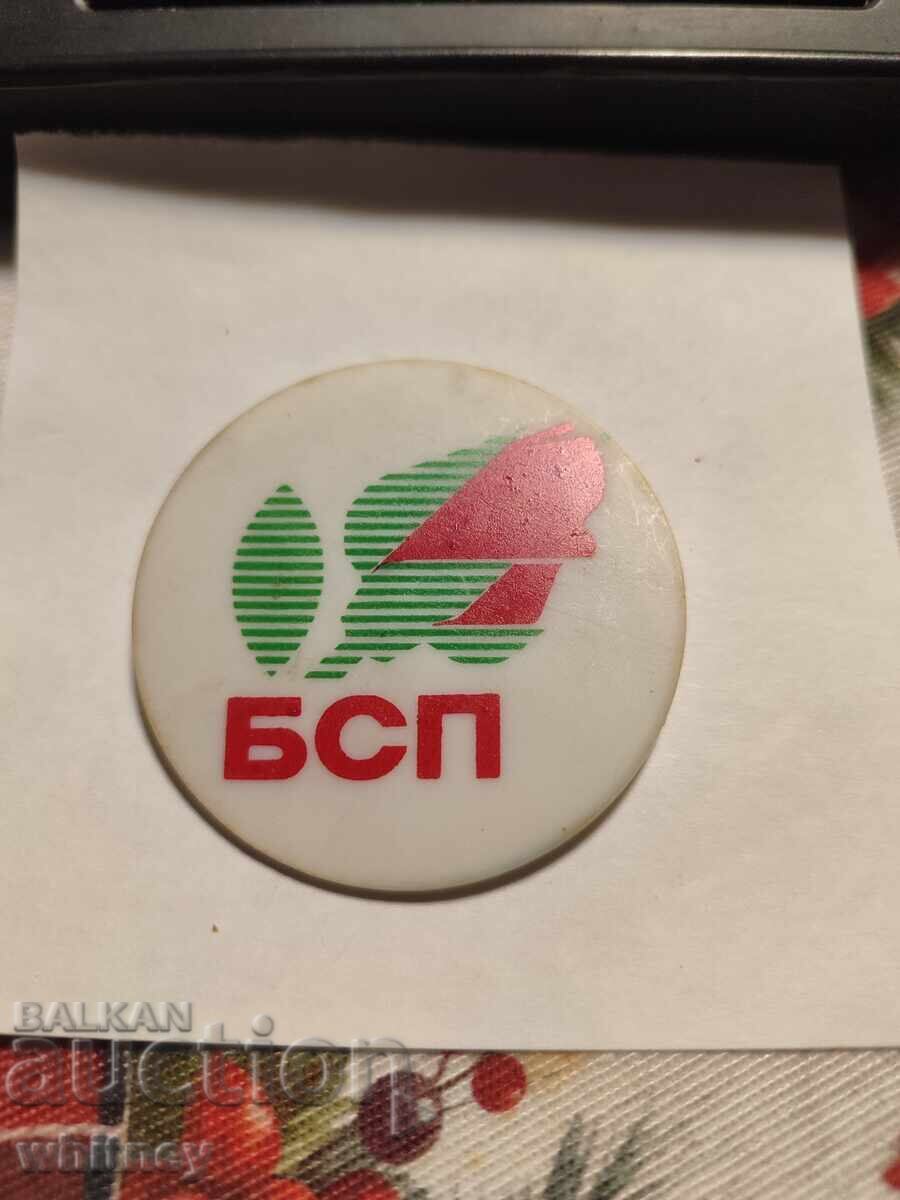 БСП
BALKAN
auction
whitney